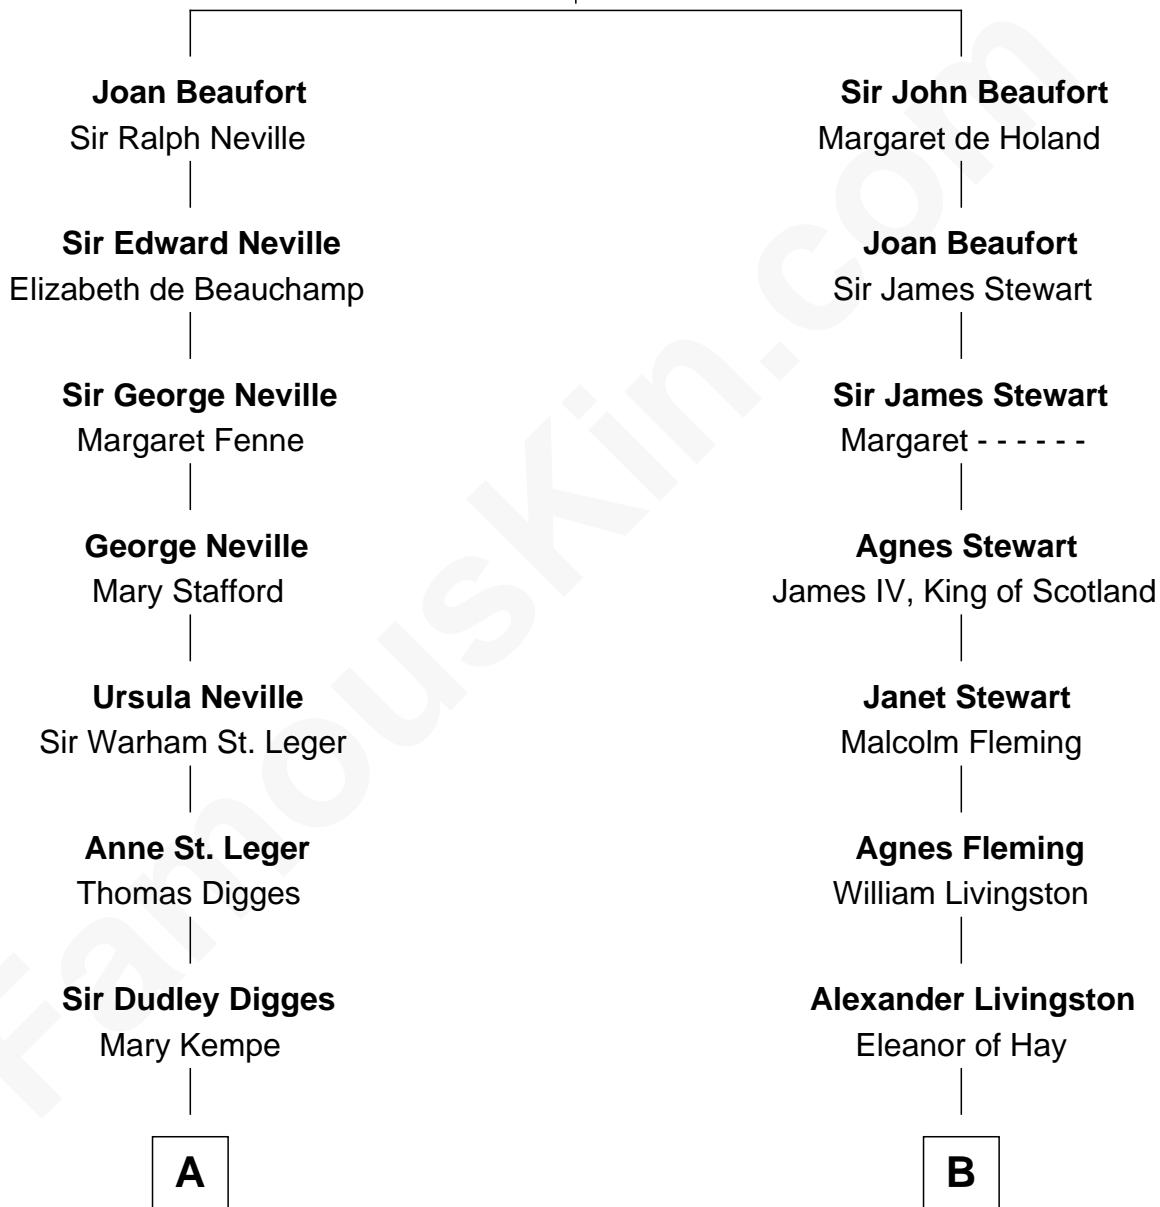 Joan Beaufort
Sir Ralph Neville
Sir Edward Neville
Elizabeth de Beauchamp
Sir George Neville
Margaret Fenne
George Neville
Mary Stafford
Ursula Neville
Sir Warham St. Leger
Anne St. Leger
Thomas Digges
Sir Dudley Digges
Mary Kempe
A
Sir John Beaufort
Margaret de Holand
Joan Beaufort
Sir James Stewart
Sir James Stewart
Margaret - - - - - -
Agnes Stewart
James IV, King of Scotland
Janet Stewart
Malcolm Fleming
Agnes Fleming
William Livingston
Alexander Livingston
Eleanor of Hay
B
FamousKin.com